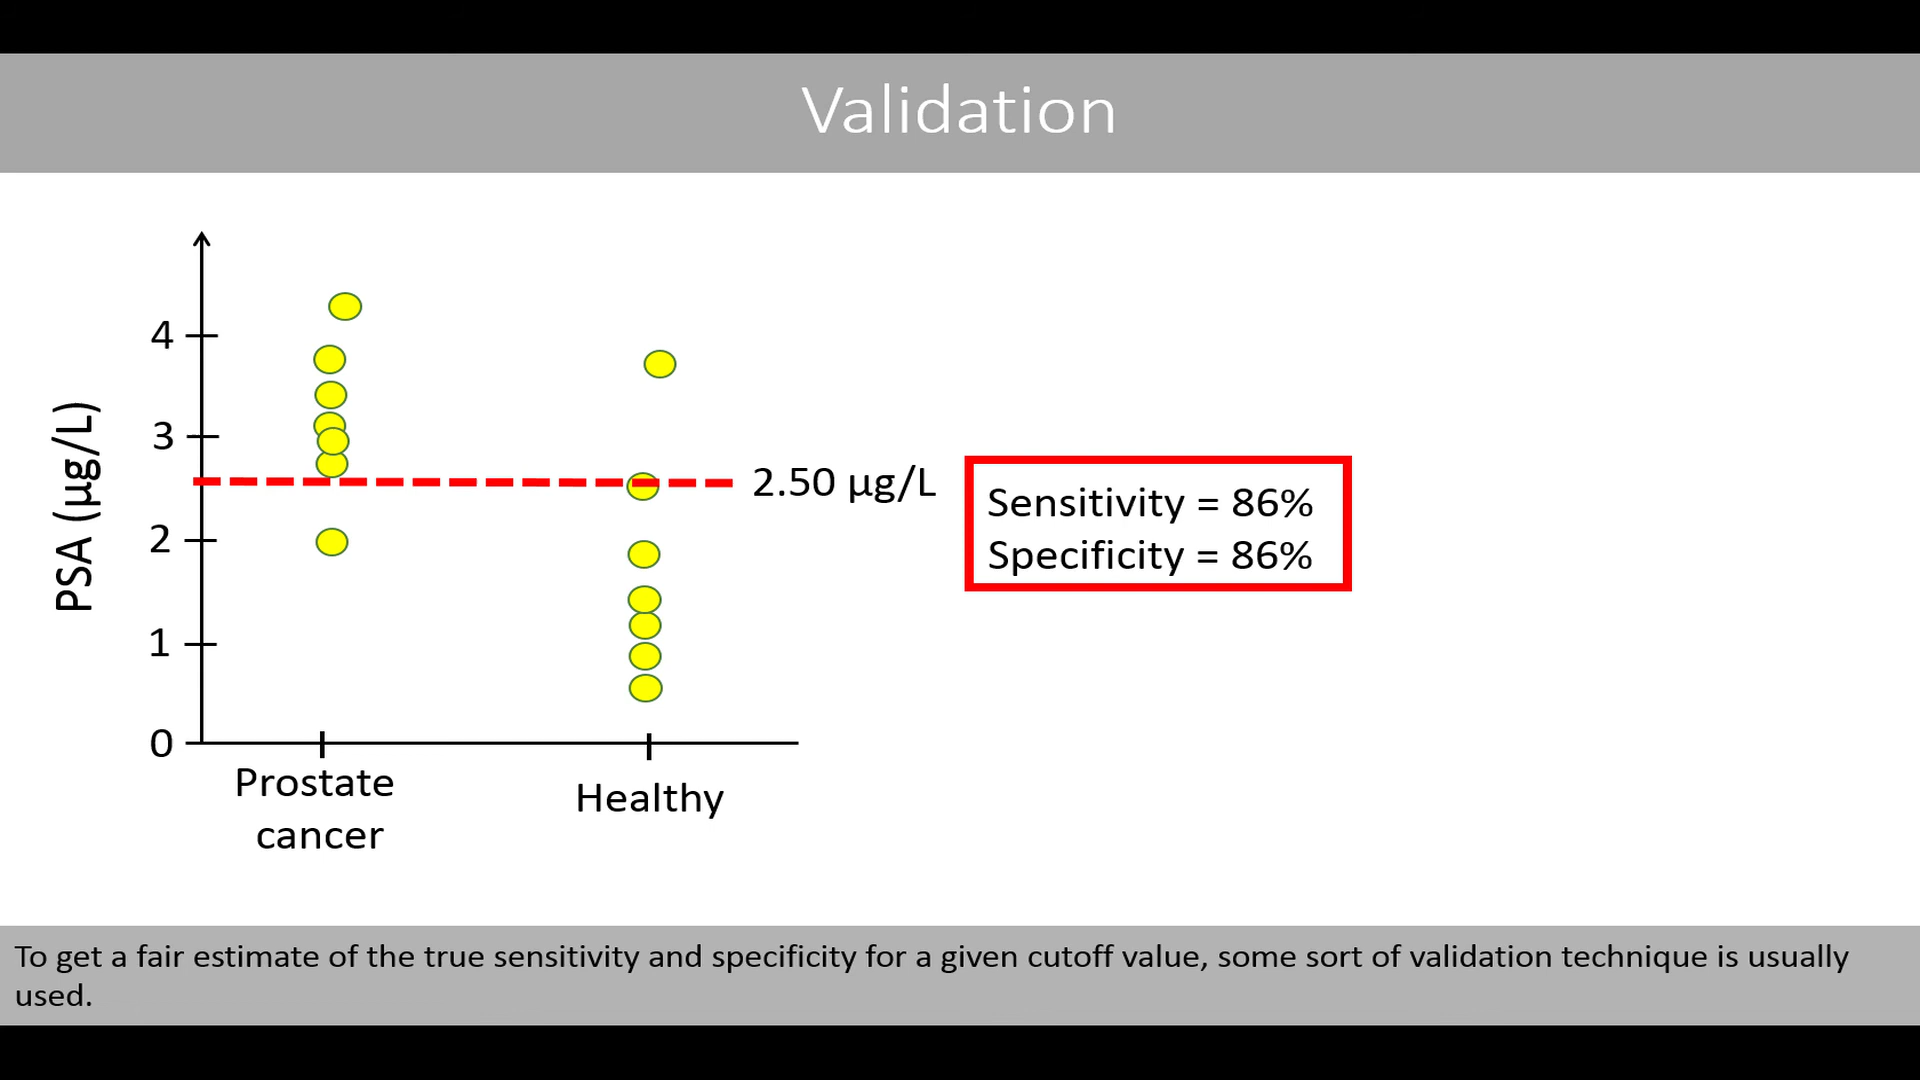 Validation
PSA (µg/L)
4
3
2
1
0
2.50 µg/L
Sensitivity = 86%
Specificity = 86%
Prostate
cancer
Healthy
To get a fair estimate of the true sensitivity and specificity for a given cutoff value, some sort of validation technique is usually
used.